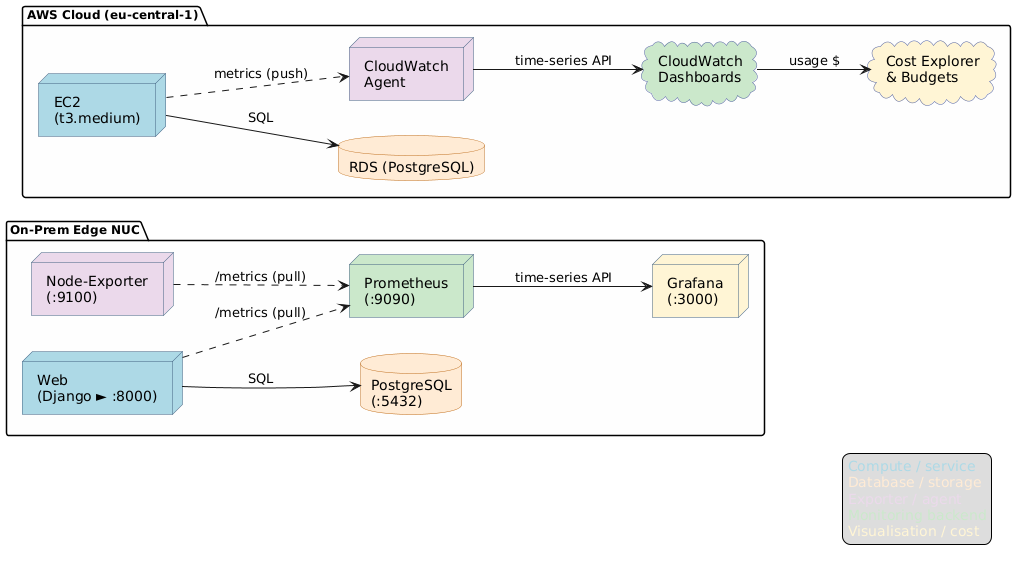 AWS Cloud (eu-central-1)
EC2
(t3.medium)
metrics (push)
SQL
CloudWatch
Agent
RDS (PostgreSQL)
time-series API
CloudWatch
Dashboards
usage $
Cost Explorer
& Budgets
On-Prem Edge NUC
Node-Exporter
(:9100)
/metrics (pull)
/metrics (pull)
Web
(Django ► :8000)
SQL
Prometheus
(:9090)
PostgreSQL
(:5432)
time-series API
Grafana
(:3000)
Compute / service
Database / storage
Visualisation / cost